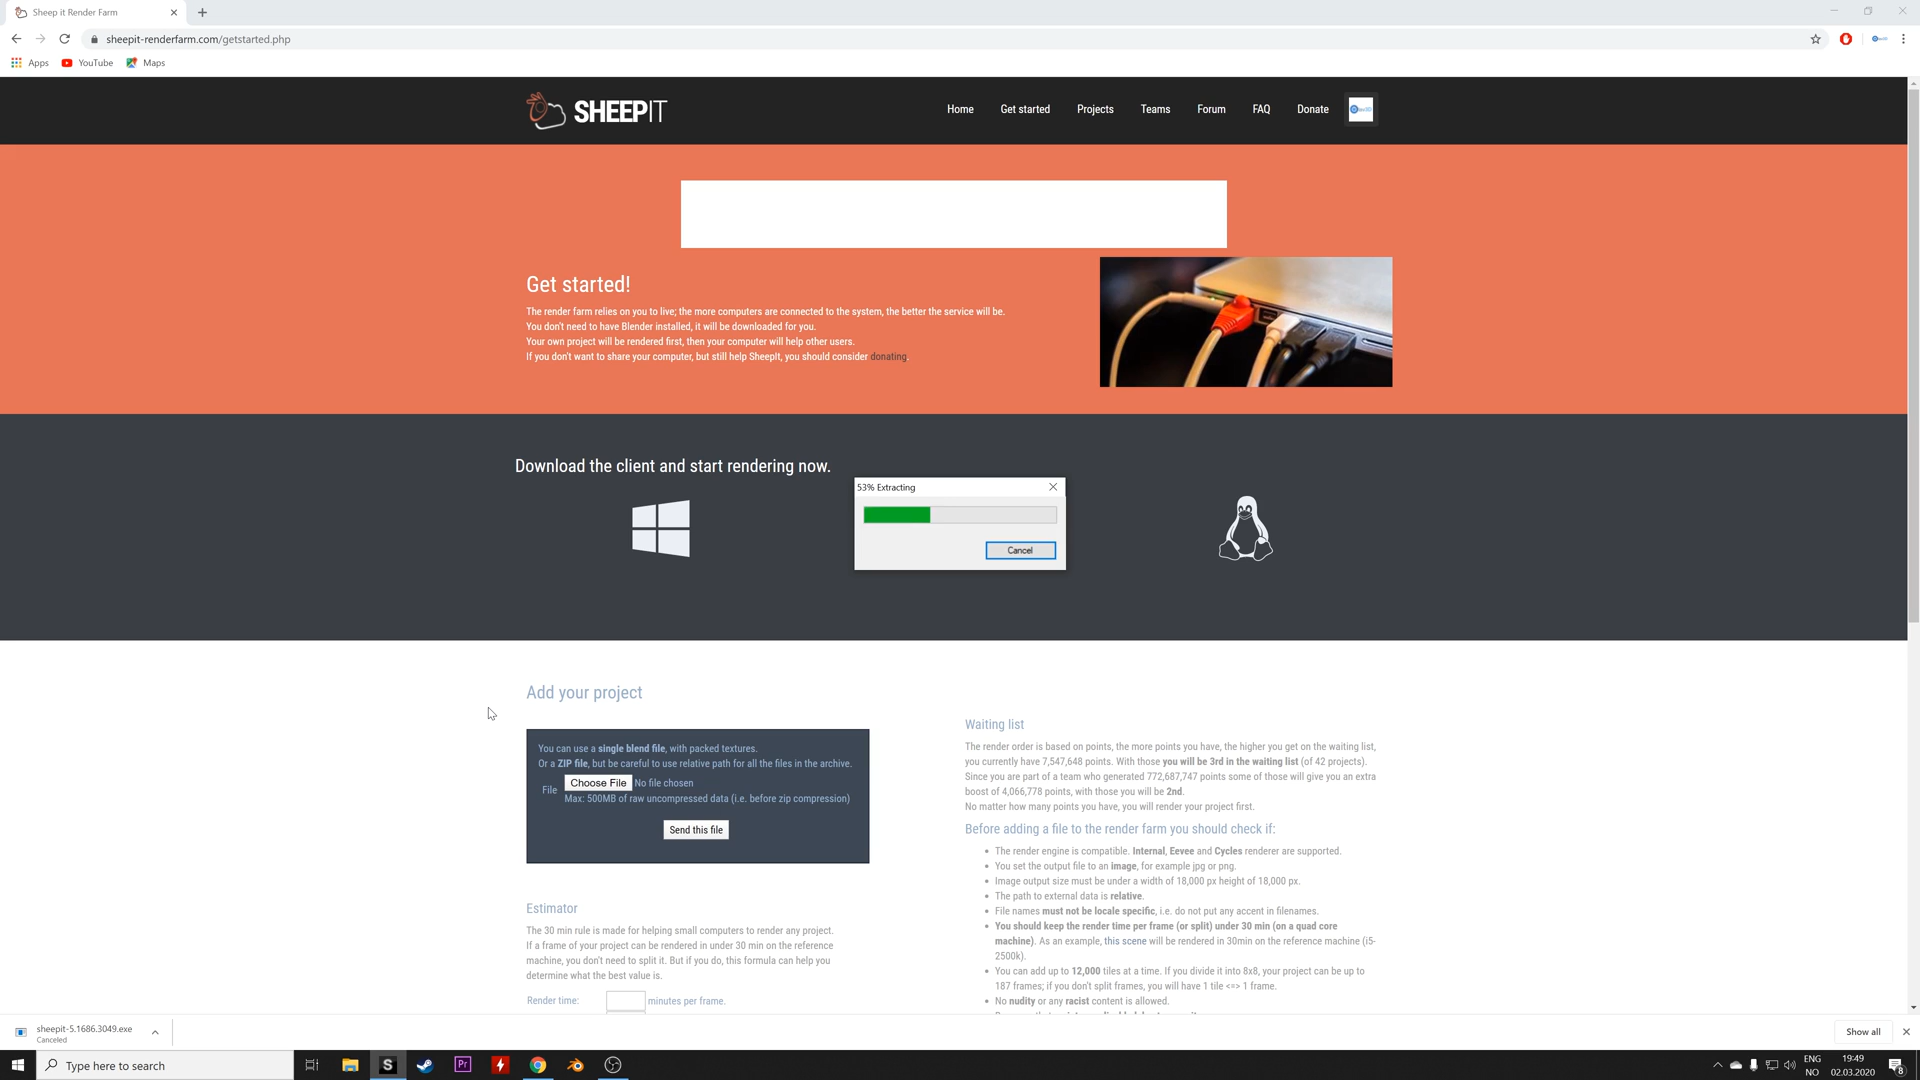 Sheep it Render Farm
sheepit-renderfarm.com/getstarted.php
Apps YouTube Maps
SHEEPIT
Home Get started Projects Teams Forum FAQ Donate
Get started!
The render farm relies on you to live; the more computers are connected to the system, the better the service will be.
You don't need to have Blender installed, it will be downloaded for you.
Your own project will be rendered first, then your computer will help other users.
If you don't want to share your computer, but still help SheepIt, you should consider donating.
Download the client and start rendering now.
53% Extracting
Cancel
Add your project
You can use a single blend file, with packed textures.
Or a ZIP file, but be careful to use relative path for all the files in the archive.
File Choose File No file chosen
Max: 500MB of raw uncompressed data (i.e. before zip compression)
Send this file
Estimator
The 30 min rule is made for helping small computers to render any project.
If a frame of your project can be rendered in under 30 min on the reference
machine, you don't need to split it. But if you do, this formula can help you
determine what the best value is.
Render time: minutes per frame.
Waiting list
The render order is based on points, the more points you have, the higher you get on the waiting list,
you currently have 7,547,648 points. With those you will be 3rd in the waiting list (of 42 projects).
Since you are part of a team who generated 772,687,747 points some of those will give you an extra
boost of 4,066,778 points, with those you will be 2nd.
No matter how many points you have, you will render your project first.
Before adding a file to the render farm you should check if:
• The render engine is compatible. Internal, Eevee and Cycles renderer are supported.
• You set the output file to an image, for example jpg or png.
• Image output size must be under a width of 18,000 px height of 18,000 px.
• The path to external data is relative.
• File names must not be locale specific, i.e. do not put any accent in filenames.
• You should keep the render time per frame (or split) under 30 min (on a quad core
machine). As an example, this scene will be rendered in 30min on the reference machine (i5-
2500k).
• You can add up to 12,000 tiles at a time. If you divide it into 8x8, your project can be up to
187 frames; if you don't split frames, you will have 1 tile <=> 1 frame.
• No nudity or any racist content is allowed.
sheepit-5.1686.3049.exe
Canceled
Show all
Type here to search
S
Pr
ENG
NO
19:49
02.03.2020
8